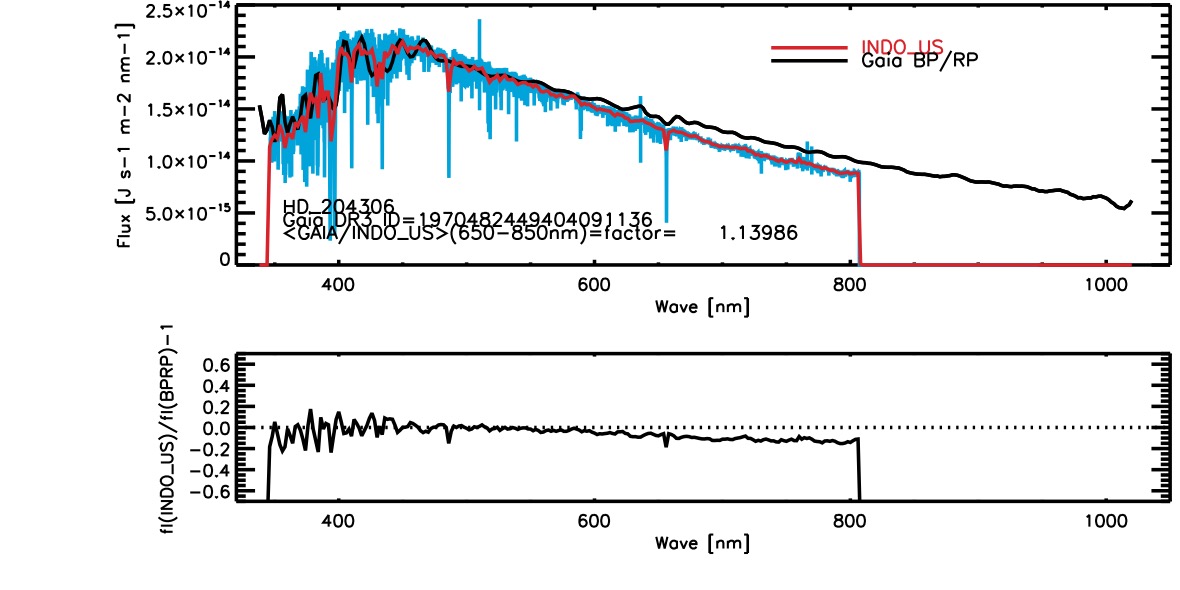 2.5×10⁻¹⁴
2.0×10⁻¹⁴
1.5×10⁻¹⁴
1.0×10⁻¹⁴
5.0×10⁻¹⁵
0
Flux [J s−1 m−2 nm−1]
INDO_US
Gaia BP/RP
HD_204306
Gaia DR3 ID=1970482449404091136
<GAIA/INDO_US>(650−850nm)=factor= 1.13986
400 600 800 1000
Wave [nm]
fl(INDO_US)/fl(BPRP)−1
0.6
0.4
0.2
0.0
−0.2
−0.4
−0.6
400 600 800 1000
Wave [nm]